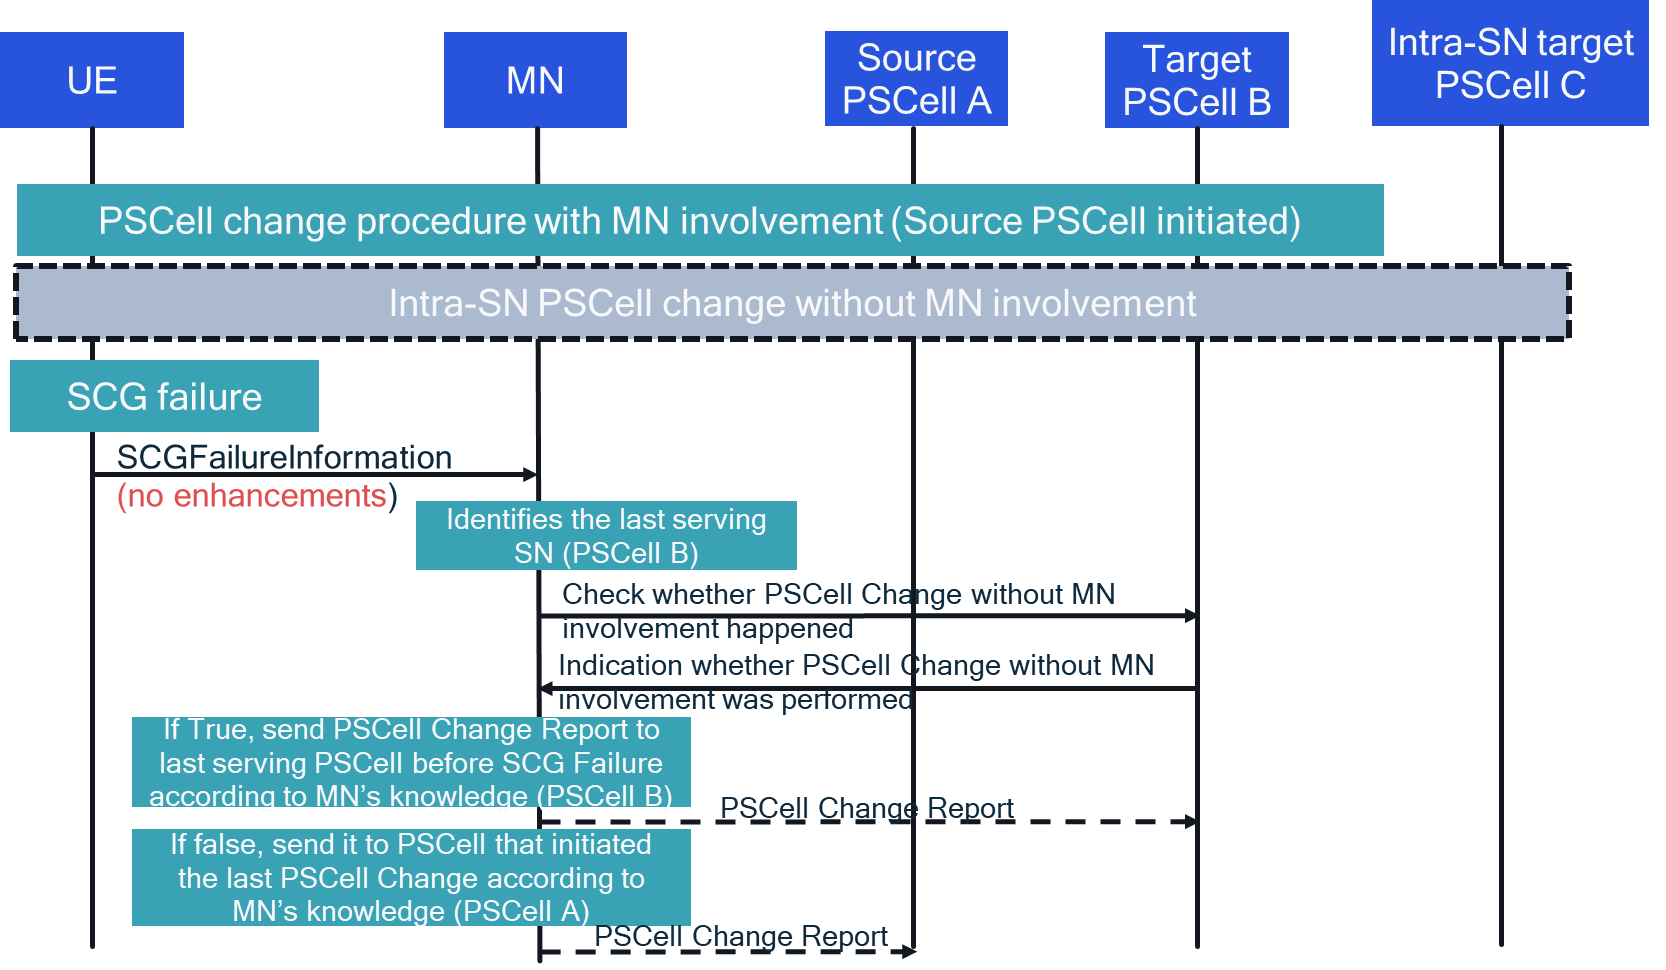 UE
MN
Source
PSCell A
Target
PSCell B
Intra-SN target
PSCell C
PSCell change procedure with MN involvement (Source PSCell initiated)
Intra-SN PSCell change without MN involvement
SCG failure
SCGFailureInformation
(no enhancements)
Identifies the last serving
SN (PSCell B)
Check whether PSCell Change without MN
involvement happened
Indication whether PSCell Change without MN
involvement was performed
If True, send PSCell Change Report to
last serving PSCell before SCG Failure
according to MN’s knowledge (PSCell B)
PSCell Change Report
If false, send it to PSCell that initiated
the last PSCell Change according to
MN’s knowledge (PSCell A)
PSCell Change Report